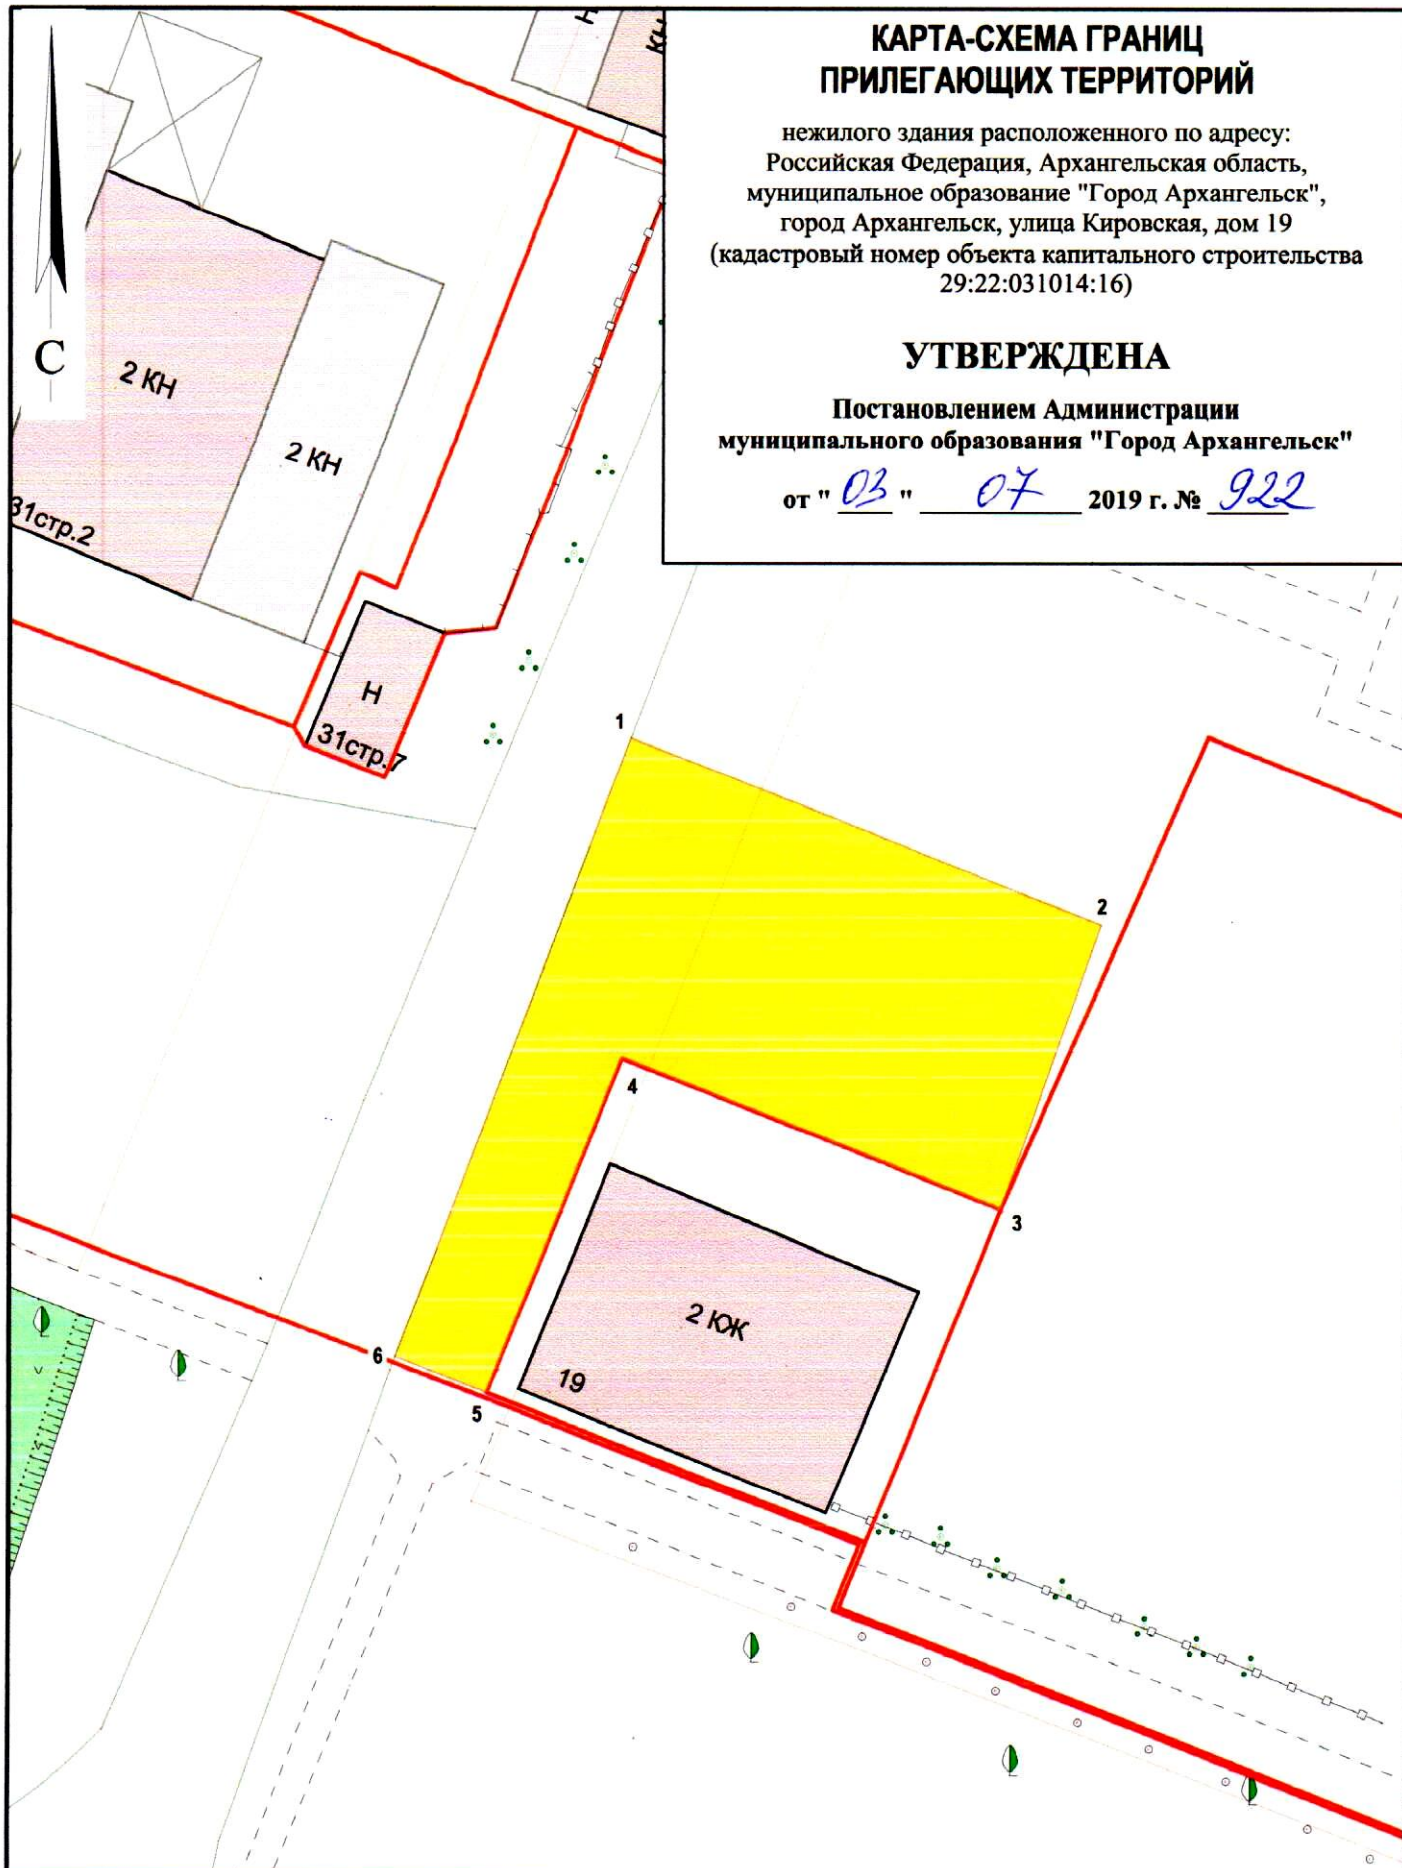 КАРТА-СХЕМА ГРАНИЦ
ПРИЛЕГАЮЩИХ ТЕРРИТОРИЙ
нежилого здания расположенного по адресу:
Российская Федерация, Архангельская область,
муниципальное образование "Город Архангельск",
город Архангельск, улица Кировская, дом 19
(кадастровый номер объекта капитального строительства
29:22:031014:16)
УТВЕРЖДЕНА
Постановлением Администрации
муниципального образования "Город Архангельск"
от " 03 " 07 2019 г. № 922
С
2 КН
2 КН
31стр.2
Н
31стр.7
1
2
3
4
5
6
2 КЖ
19